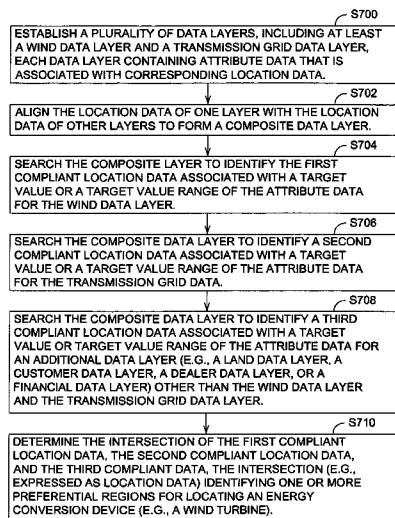 S700
ESTABLISH A PLURALITY OF DATA LAYERS, INCLUDING AT LEAST
A WIND DATA LAYER AND A TRANSMISSION GRID DATA LAYER,
EACH DATA LAYER CONTAINING ATTRIBUTE DATA THAT IS
ASSOCIATED WITH CORRESPONDING LOCATION DATA.
S702
ALIGN THE LOCATION DATA OF ONE LAYER WITH THE LOCATION
DATA OF OTHER LAYERS TO FORM A COMPOSITE DATA LAYER.
S704
SEARCH THE COMPOSITE LAYER TO IDENTIFY THE FIRST
COMPLIANT LOCATION DATA ASSOCIATED WITH A TARGET
VALUE OR A TARGET VALUE RANGE OF THE ATTRIBUTE DATA
FOR THE WIND DATA LAYER.
S706
SEARCH THE COMPOSITE DATA LAYER TO IDENTIFY A SECOND
COMPLIANT LOCATION DATA ASSOCIATED WITH A TARGET
VALUE OR A TARGET VALUE RANGE OF THE ATTRIBUTE DATA
FOR THE TRANSMISSION GRID DATA.
S708
SEARCH THE COMPOSITE DATA LAYER TO IDENTIFY A THIRD
COMPLIANT LOCATION DATA ASSOCIATED WITH A TARGET
VALUE OR TARGET VALUE RANGE OF THE ATTRIBUTE DATA FOR
AN ADDITIONAL DATA LAYER (E.G., A LAND DATA LAYER, A
CUSTOMER DATA LAYER, A DEALER DATA LAYER, OR A
FINANCIAL DATA LAYER) OTHER THAN THE WIND DATA LAYER
AND THE TRANSMISSION GRID DATA LAYER.
S710
DETERMINE THE INTERSECTION OF THE FIRST COMPLIANT
LOCATION DATA, THE SECOND COMPLIANT LOCATION DATA,
AND THE THIRD COMPLIANT DATA, THE INTERSECTION (E.G.,
EXPRESSED AS LOCATION DATA) IDENTIFYING ONE OR MORE
PREFERENTIAL REGIONS FOR LOCATING AN ENERGY
CONVERSION DEVICE (E.G., A WIND TURBINE).